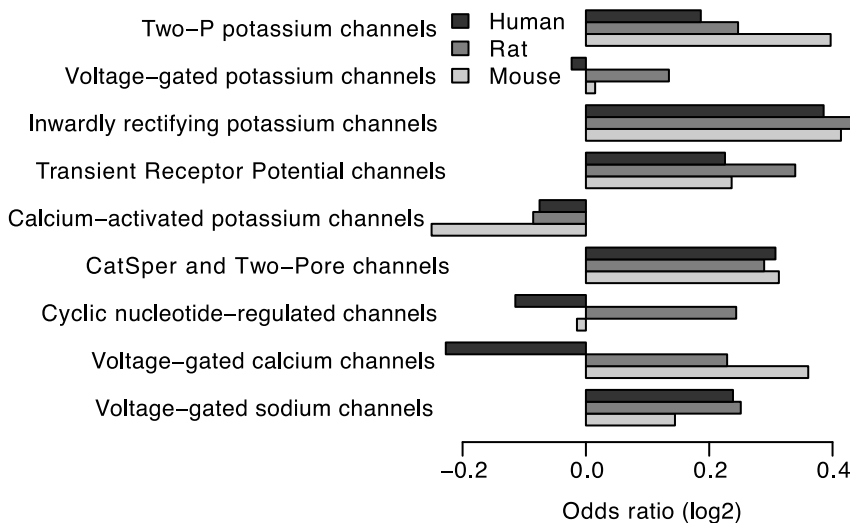 Two−P potassium channels
Voltage−gated potassium channels
Inwardly rectifying potassium channels
Transient Receptor Potential channels
Calcium−activated potassium channels
CatSper and Two−Pore channels
Cyclic nucleotide−regulated channels
Voltage−gated calcium channels
Voltage−gated sodium channels
Human
Rat
Mouse
−0.2 0.0 0.2 0.4
Odds ratio (log2)